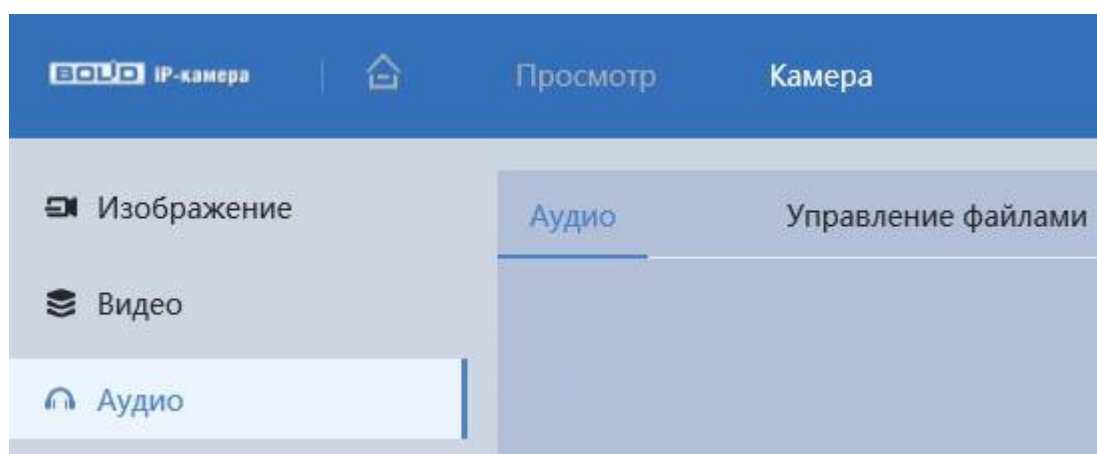 BOLID IP-камера Просмотр Камера
Изображение
Аудио Управление файлами
Видео
Аудио